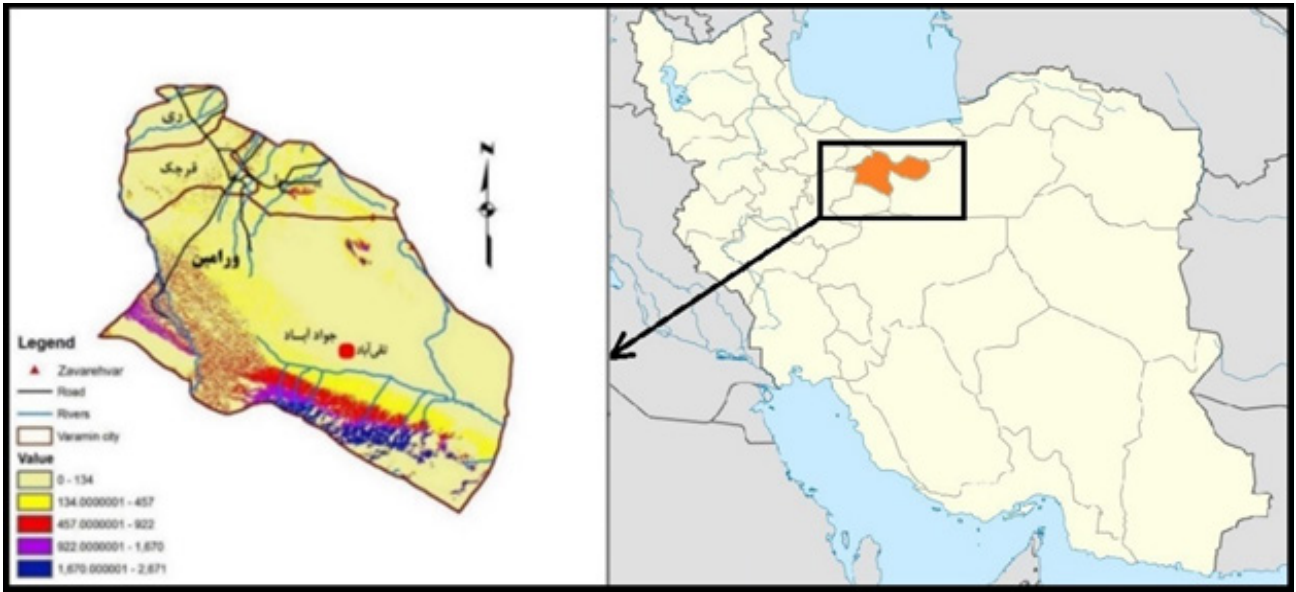 ری
قرچک
N
ورامین
جواد آباد
تقی‌آباد
Legend
Zavarehvar
Road
Rivers
Varamin city
Value
0 - 134
134.0000001 - 457
457.0000001 - 922
922.0000001 - 1,670
1,670.000001 - 2,671